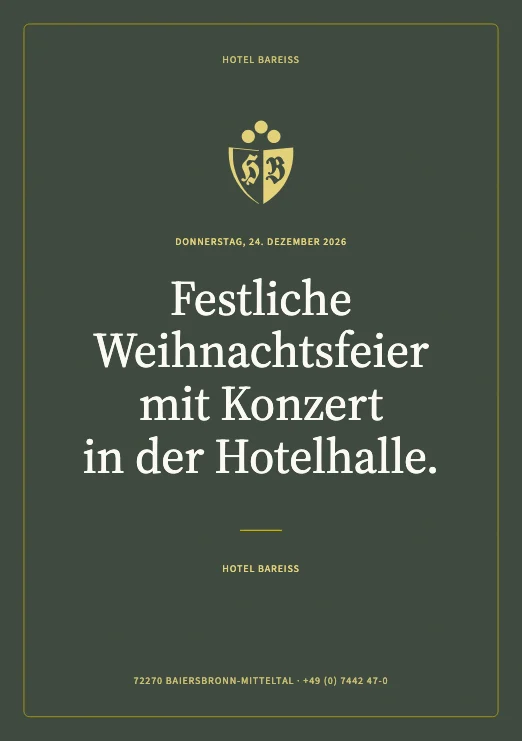 HOTEL BAREISS
HB
DONNERSTAG, 24. DEZEMBER 2026
Festliche
Weihnachtsfeier
mit Konzert
in der Hotelhalle.
HOTEL BAREISS
72270 BAIERSBRONN-MITTELTAL · +49 (0) 7442 47-0